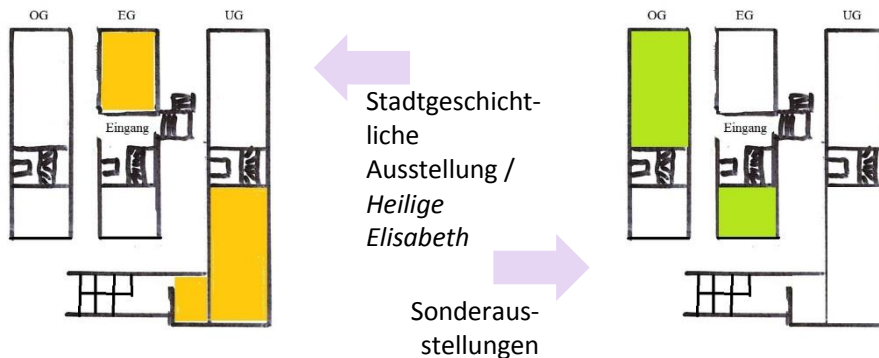 OG EG UG
Eingang
Stadtgeschicht-
liche
Ausstellung /
Heilige
Elisabeth
Sonderaus-
stellungen
OG EG UG
Eingang